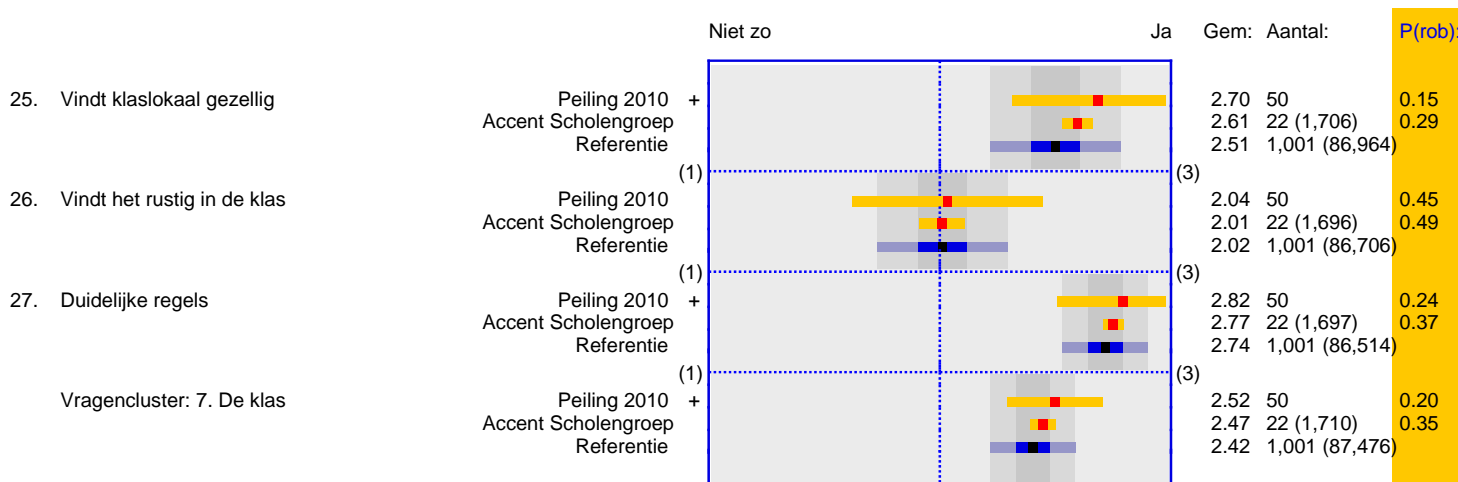 Niet zo Ja Gem: Aantal: P(rob):
25. Vindt klaslokaal gezellig Peiling 2010 + 2.70 50 0.15
Accent Scholengroep 2.61 22 (1,706) 0.29
Referentie 2.51 1,001 (86,964)
(1) (3)
26. Vindt het rustig in de klas Peiling 2010 2.04 50 0.45
Accent Scholengroep 2.01 22 (1,696) 0.49
Referentie 2.02 1,001 (86,706)
(1) (3)
27. Duidelijke regels Peiling 2010 + 2.82 50 0.24
Accent Scholengroep 2.77 22 (1,697) 0.37
Referentie 2.74 1,001 (86,514)
(1) (3)
Vragencluster: 7. De klas Peiling 2010 + 2.52 50 0.20
Accent Scholengroep 2.47 22 (1,710) 0.35
Referentie 2.42 1,001 (87,476)